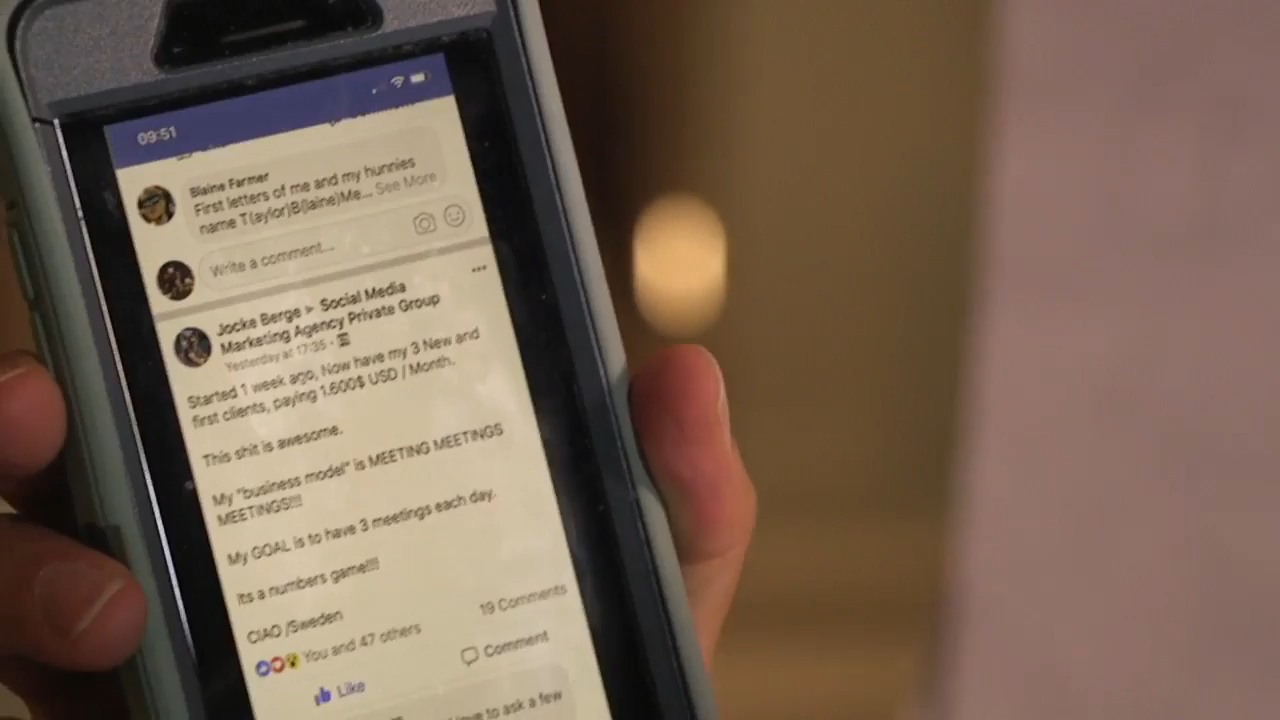 09:51
Blaine Farmer
First letters of me and my hunnies
name T(aylor)B(laine)Me... See More
Write a comment...
Jocke Berge ▸ Social Media
Marketing Agency Private Group
Yesterday at 17:35 ·
Started 1 week ago, Now have my 3 New and
first clients, paying 1.600$ USD / Month.
This shit is awesome.
My "business model" is MEETING MEETINGS
MEETINGS!!!!
My GOAL is to have 3 meetings each day.
Its a numbers game!!!!
CIAO /Sweden
You and 47 others
19 Comments
Like
Comment
to ask a few